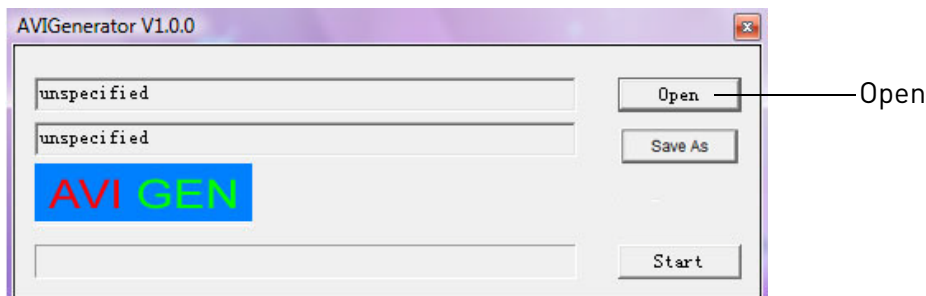 AVIGenerator V1.0.0
unspecified
Open
Open
unspecified
Save As
AVI GEN
Start